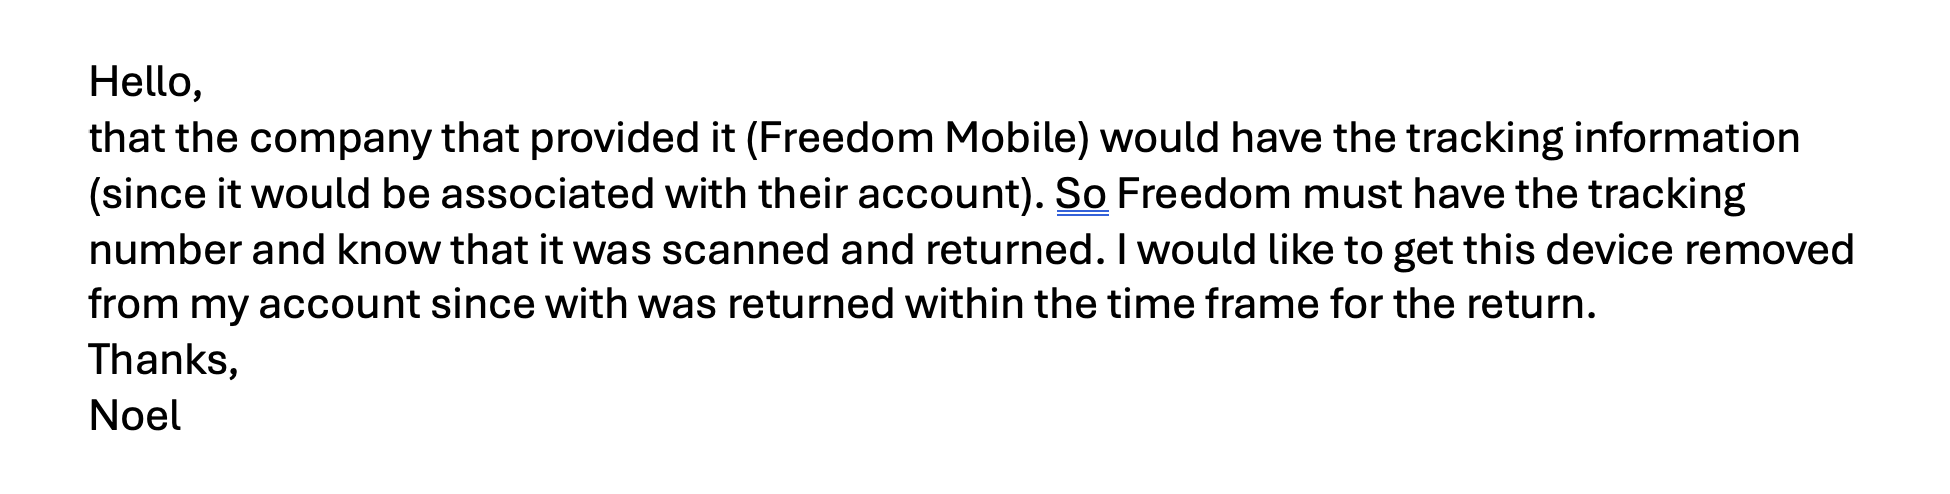 Hello,
that the company that provided it (Freedom Mobile) would have the tracking information
(since it would be associated with their account). So Freedom must have the tracking
number and know that it was scanned and returned. I would like to get this device removed
from my account since with was returned within the time frame for the return.
Thanks,
Noel